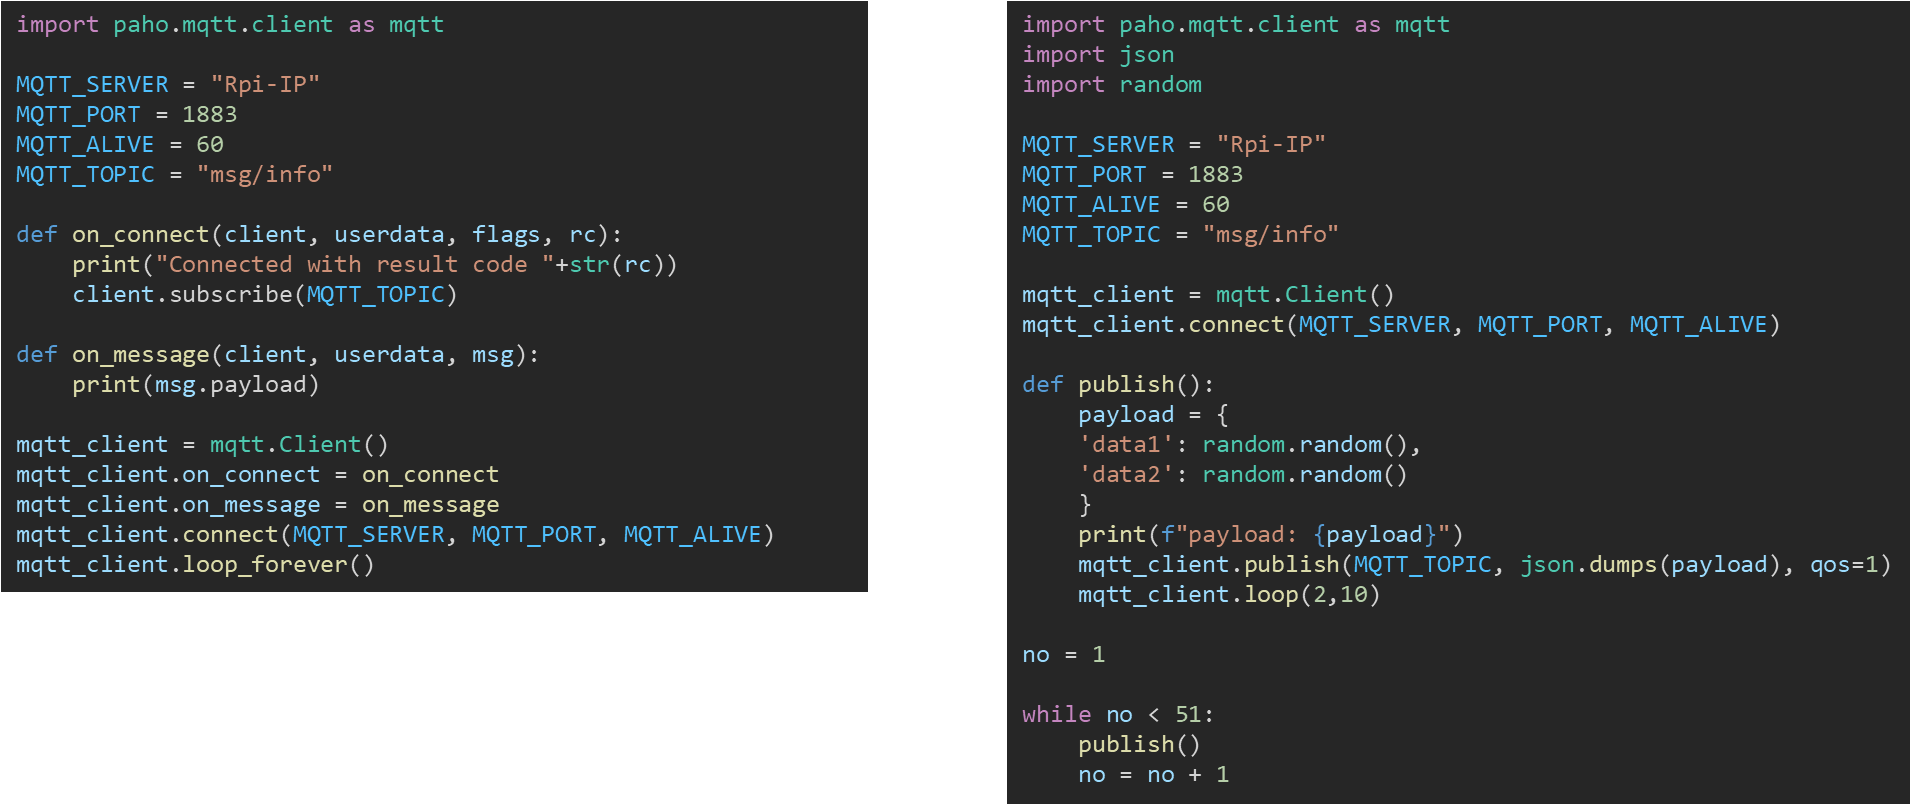 import paho.mqtt.client as mqtt
MQTT_SERVER = "Rpi-IP"
MQTT_PORT = 1883
MQTT_ALIVE = 60
MQTT_TOPIC = "msg/info"
def on_connect(client, userdata, flags, rc):
    print("Connected with result code "+str(rc))
    client.subscribe(MQTT_TOPIC)
def on_message(client, userdata, msg):
    print(msg.payload)
mqtt_client = mqtt.Client()
mqtt_client.on_connect = on_connect
mqtt_client.on_message = on_message
mqtt_client.connect(MQTT_SERVER, MQTT_PORT, MQTT_ALIVE)
mqtt_client.loop_forever()
import paho.mqtt.client as mqtt
import json
import random
MQTT_SERVER = "Rpi-IP"
MQTT_PORT = 1883
MQTT_ALIVE = 60
MQTT_TOPIC = "msg/info"
mqtt_client = mqtt.Client()
mqtt_client.connect(MQTT_SERVER, MQTT_PORT, MQTT_ALIVE)
def publish():
    payload = {
    'data1': random.random(),
    'data2': random.random()
    }
    print(f"payload: {payload}")
    mqtt_client.publish(MQTT_TOPIC, json.dumps(payload), qos=1)
    mqtt_client.loop(2,10)
no = 1
while no < 51:
    publish()
    no = no + 1